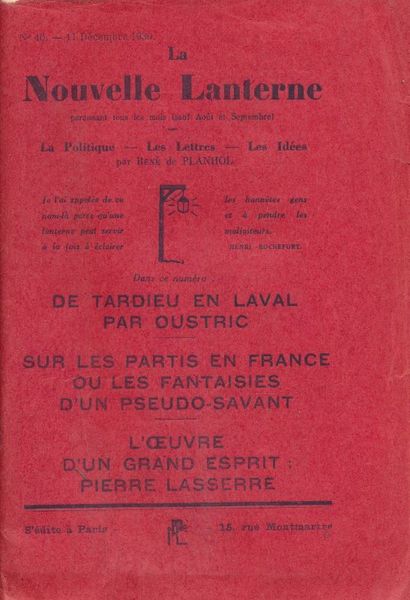 N° 40. — 11 Décembre 1930.
La
Nouvelle Lanterne
paraissant tous les mois (sauf Août et Septembre)
La Politique — Les Lettres — Les Idées
par RENÉ DE PLANHOL
Je l'ai appelée de ce
nom-là parce qu'une
lanterne peut servir
à la fois à éclairer
les honnêtes gens
et à pendre les
malfaiteurs.
HENRI ROCHEFORT.
Dans ce numéro :
DE TARDIEU EN LAVAL
PAR OUSTRIC
SUR LES PARTIS EN FRANCE
OU LES FANTAISIES
D'UN PSEUDO-SAVANT
L'ŒUVRE
D'UN GRAND ESPRIT :
PIERRE LASSERRE
S'édite à Paris - - 15, rue Montmartre